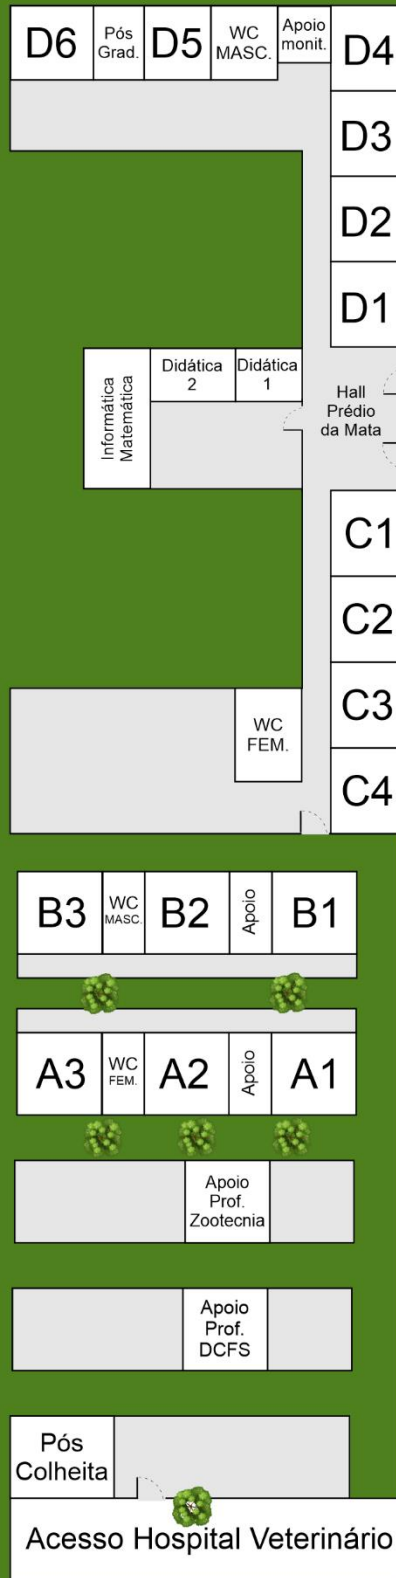 D6
Pós
Grad.
D5
WC
MASC.
Apoio
monit.
D4
D3
D2
D1
Informática
Matemática
Didática
2
Didática
1
Hall
Prédio
da Mata
C1
C2
C3
WC
FEM.
C4
B3
WC
MASC.
B2
Apoio
B1
A3
WC
FEM.
A2
Apoio
A1
Apoio
Prof.
Zootecnia
Apoio
Prof.
DCFS
Pós
Colheita
Acesso Hospital Veterinário